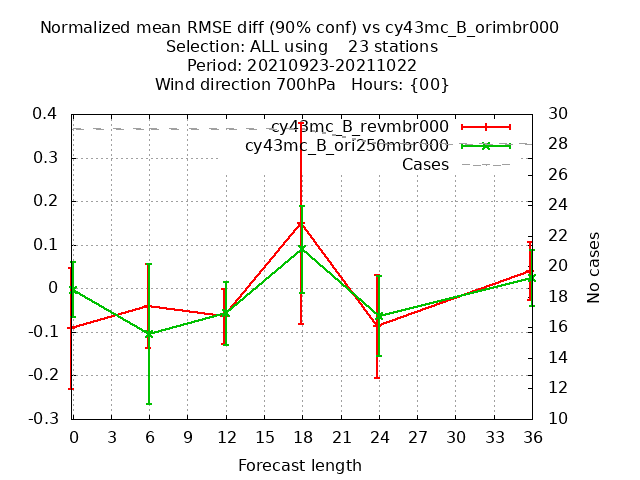 Normalized mean RMSE diff (90% conf) vs cy43mc_B_orimbr000
Selection: ALL using 23 stations
Period: 20210923-20211022
Wind direction 700hPa Hours: {00}
cy43mc_B_revmbr000
cy43mc_B_ori250mbr000
Cases
0.4
0.3
0.2
0.1
0
-0.1
-0.2
-0.3
30
28
26
24
22
20
18
16
14
12
10
No cases
0 3 6 9 12 15 18 21 24 27 30 33 36
Forecast length